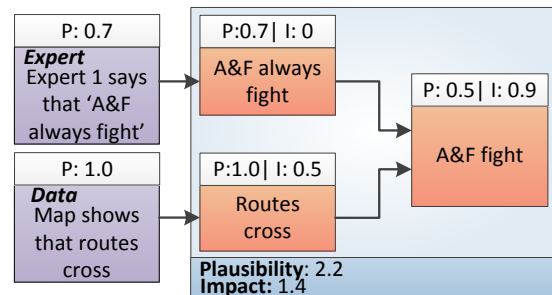 P: 0.7
Expert
Expert 1 says
that ‘A&F
always fight’
P:0.7| I: 0
A&F always
fight
P: 0.5| I: 0.9
A&F fight
P: 1.0
Data
Map shows
that routes
cross
P:1.0| I: 0.5
Routes
cross
Plausibility: 2.2
Impact: 1.4